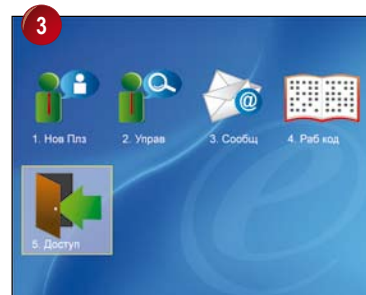 3
1. Нов Плз
2. Управ
3. Сообщ
4. Раб код
5. Доступ